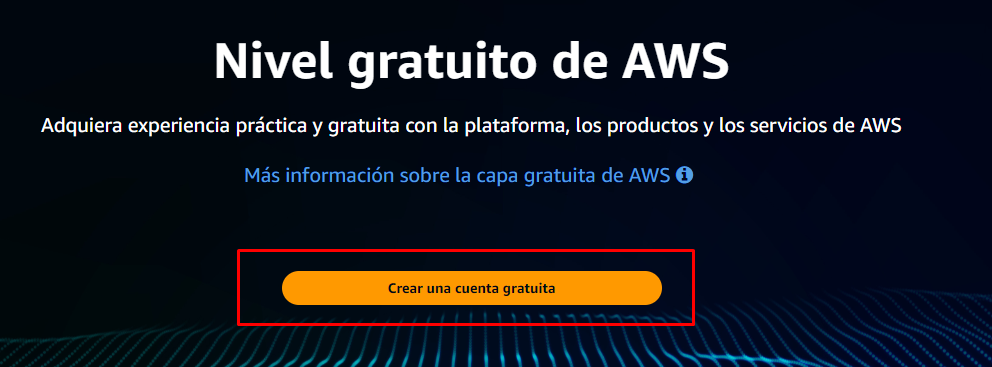 Nivel gratuito de AWS
Adquiera experiencia práctica y gratuita con la plataforma, los productos y los servicios de AWS
Más información sobre la capa gratuita de AWS
Crear una cuenta gratuita